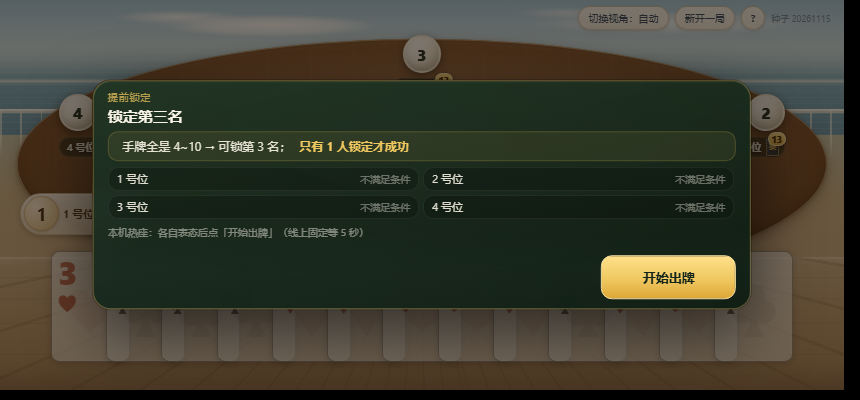 切换视角：自动
新开一局
?
种子 20261115
3
4
4 号位
2
13
位
1
1 号位
提前锁定
锁定第三名
手牌全是 4~10 → 可锁第 3 名； 只有 1 人锁定才成功
1 号位 不满足条件
2 号位 不满足条件
3 号位 不满足条件
4 号位 不满足条件
本机热座：各自表态后点「开始出牌」（线上固定等 5 秒）
开始出牌
3